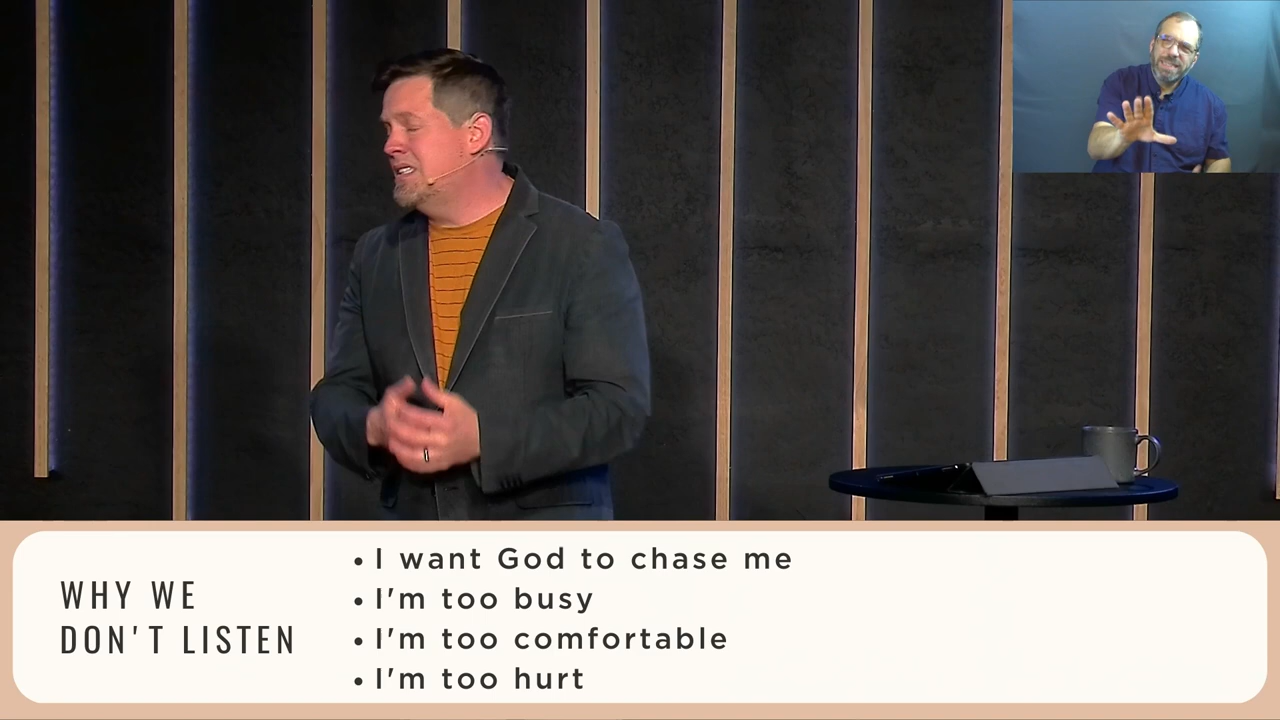 WHY WE
DON'T LISTEN
• I want God to chase me
• I'm too busy
• I'm too comfortable
• I'm too hurt